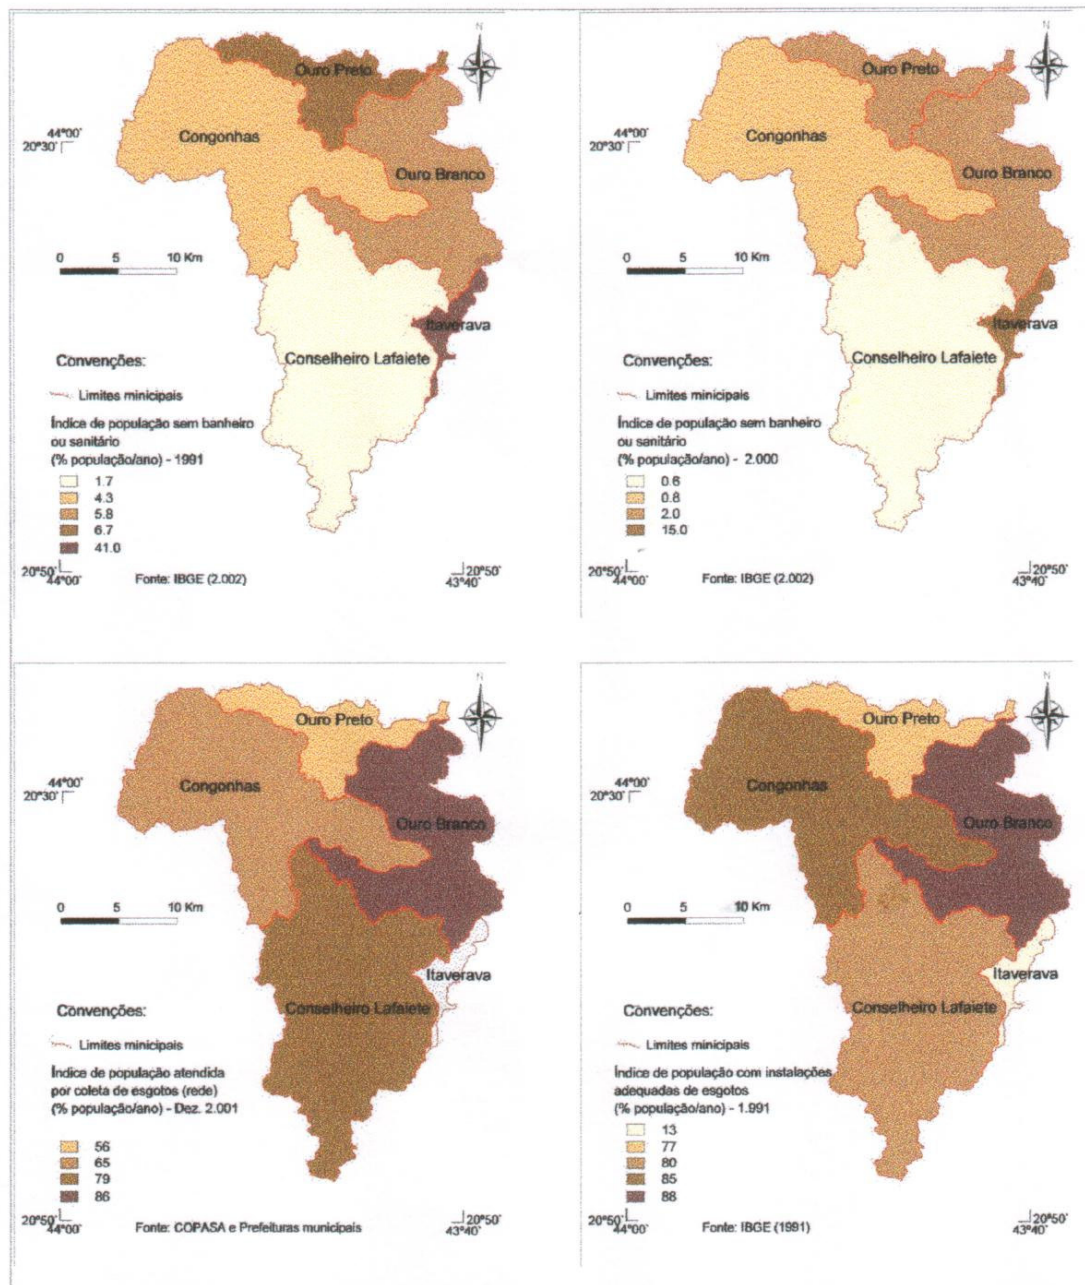 N
Ouro Preto
Congonhas
44°00'
20°30'
Ouro Branco
0 5 10 Km
Itaverava
Conselheiro Lafaiete
Convenções:
Limites minicipais
Índice de população sem banheiro
ou sanitário
(% população/ano) - 1991
1.7
4.3
5.8
6.7
41.0
20°50'
44°00'
Fonte: IBGE (2.002)
20°50'
43°40'
N
Ouro Preto
Congonhas
44°00'
20°30'
Ouro Branco
0 5 10 Km
Itaverava
Conselheiro Lafaiete
Convenções:
Limites minicipais
Índice de população sem banheiro
ou sanitário
(% população/ano) - 2.000
0.6
0.8
2.0
15.0
20°50'
44°00'
Fonte: IBGE (2.002)
20°50'
43°40'
N
Ouro Preto
Congonhas
44°00'
20°30'
Ouro Branco
0 5 10 Km
Itaverava
Conselheiro Lafaiete
Convenções:
Limites minicipais
Índice de população atendida
por coleta de esgotos (rede)
(% população/ano) - Dez. 2.001
56
65
79
86
20°50'
44°00'
Fonte: COPASA e Prefeituras municipais
20°50'
43°40'
N
Ouro Preto
Congonhas
44°00'
20°30'
Ouro Branco
0 5 10 Km
Itaverava
Conselheiro Lafaiete
Convenções:
Limites minicipais
Índice de população com instalações
adequadas de esgotos
(% população/ano) - 1.991
13
77
80
85
88
20°50'
44°00'
Fonte: IBGE (1991)
20°50'
43°40'